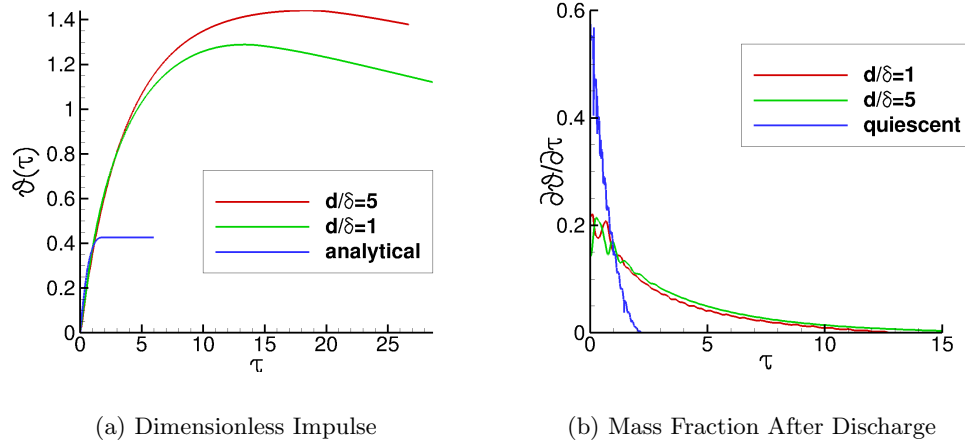 1.4
1.2
1
0.8
0.6
0.4
0.2
0
0 5 10 15 20 25
ϑ(τ)
τ
d/δ=5
d/δ=1
analytical
0.6
0.4
0.2
0
0 5 10 15
∂ϑ/∂τ
τ
d/δ=1
d/δ=5
quiescent
(a) Dimensionless Impulse
(b) Mass Fraction After Discharge